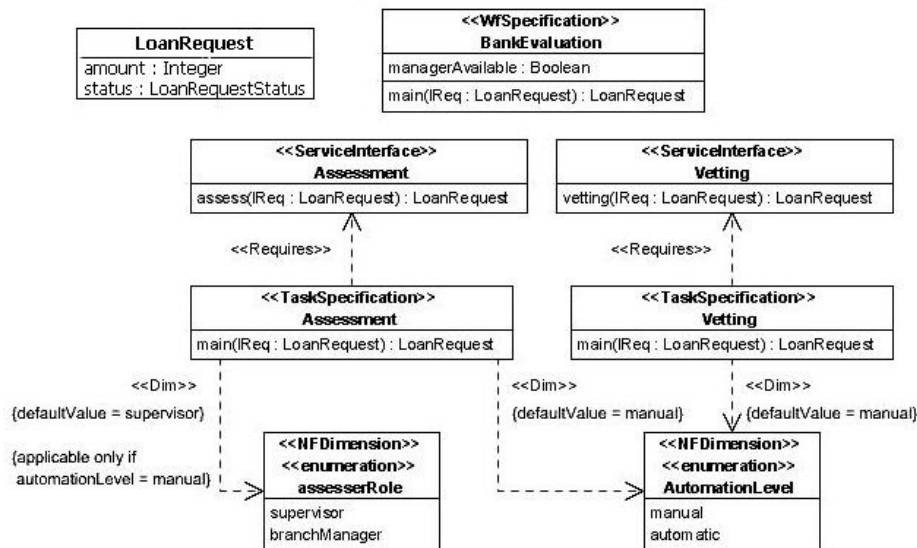 LoanRequest
amount : Integer
status : LoanRequestStatus
<<WfSpecification>>
BankEvaluation
managerAvailable : Boolean
main(lReq : LoanRequest) : LoanRequest
<<ServiceInterface>>
Assessment
assess(lReq : LoanRequest) : LoanRequest
<<ServiceInterface>>
Vetting
vetting(lReq : LoanRequest) : LoanRequest
<<Requires>>
<<Requires>>
<<TaskSpecification>>
Assessment
main(lReq : LoanRequest) : LoanRequest
<<TaskSpecification>>
Vetting
main(lReq : LoanRequest) : LoanRequest
<<Dim>>
{defaultValue = supervisor}
{applicable only if
automationLevel = manual}
<<Dim>>
{defaultValue = manual}
<<Dim>>
{defaultValue = manual}
<<NFDimension>>
<<enumeration>>
assesserRole
supervisor
branchManager
<<NFDimension>>
<<enumeration>>
AutomationLevel
manual
automatic